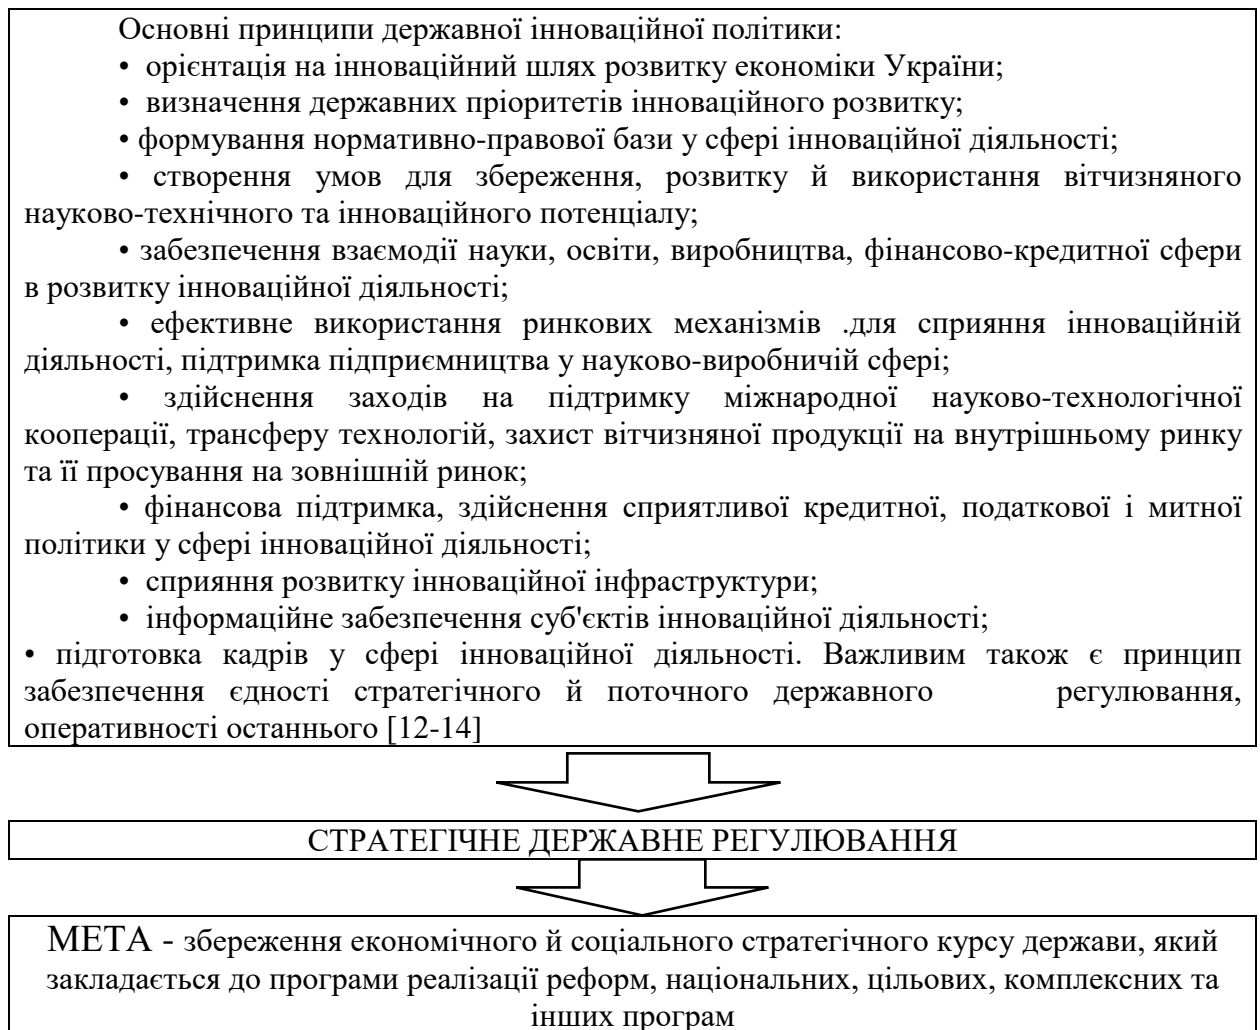 Основні принципи державної інноваційної політики:
• орієнтація на інноваційний шлях розвитку економіки України;
• визначення державних пріоритетів інноваційного розвитку;
• формування нормативно-правової бази у сфері інноваційної діяльності;
• створення умов для збереження, розвитку й використання вітчизняного
науково-технічного та інноваційного потенціалу;
• забезпечення взаємодії науки, освіти, виробництва, фінансово-кредитної сфери
в розвитку інноваційної діяльності;
• ефективне використання ринкових механізмів .для сприяння інноваційній
діяльності, підтримка підприємництва у науково-виробничій сфері;
• здійснення заходів на підтримку міжнародної науково-технологічної
кооперації, трансферу технологій, захист вітчизняної продукції на внутрішньому ринку
та її просування на зовнішній ринок;
• фінансова підтримка, здійснення сприятливої кредитної, податкової і митної
політики у сфері інноваційної діяльності;
• сприяння розвитку інноваційної інфраструктури;
• інформаційне забезпечення суб'єктів інноваційної діяльності;
• підготовка кадрів у сфері інноваційної діяльності. Важливим також є принцип
забезпечення єдності стратегічного й поточного державного регулювання,
оперативності останнього [12-14]
СТРАТЕГІЧНЕ ДЕРЖАВНЕ РЕГУЛЮВАННЯ
МЕТА - збереження економічного й соціального стратегічного курсу держави, який
закладається до програми реалізації реформ, національних, цільових, комплексних та
інших програм